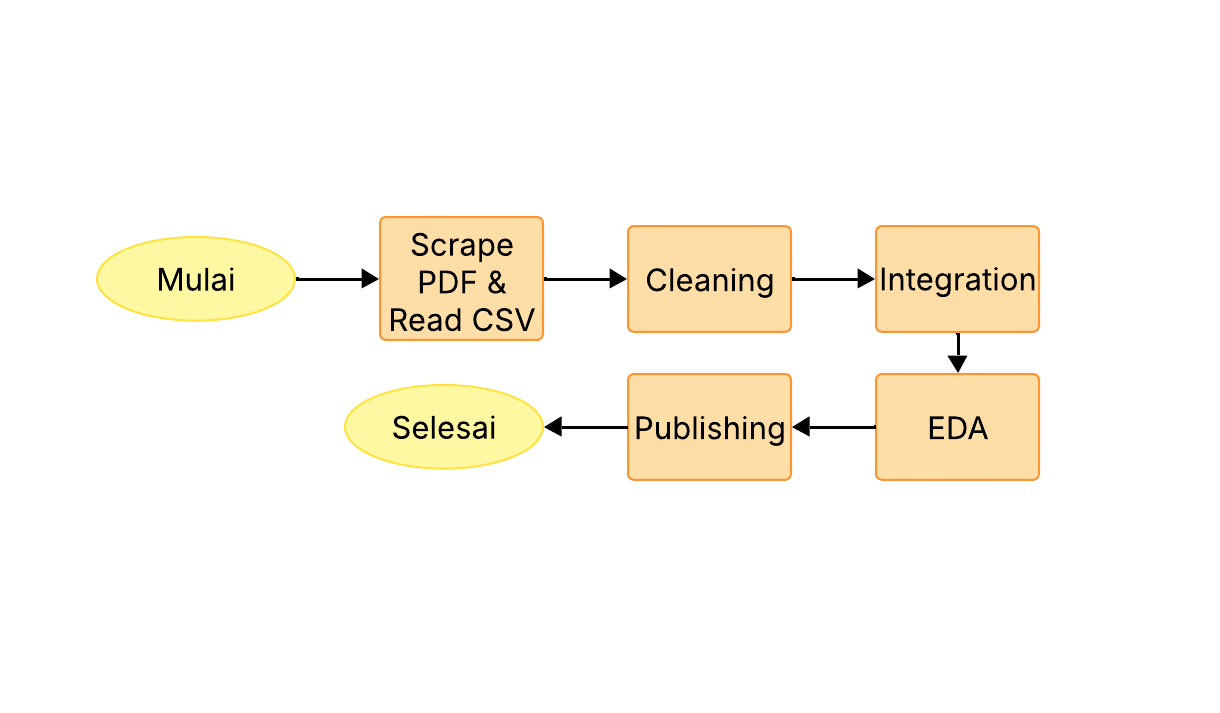 Mulai
Scrape
PDF &
Read CSV
Cleaning
Integration
EDA
Publishing
Selesai